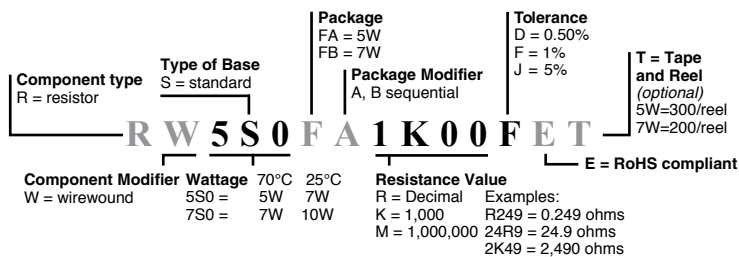 Package
FA = 5W
FB = 7W
Tolerance
D = 0.50%
F = 1%
J = 5%
Type of Base
S = standard
Component type
R = resistor
Package Modifier
A, B sequential
T = Tape
and Reel
(optional)
5W=300/reel
7W=200/reel
R W 5 S 0 F A 1 K 0 0 F E T
E = RoHS compliant
Component Modifier
W = wirewound
Wattage 70°C 25°C
5S0 = 5W 7W
7S0 = 7W 10W
Resistance Value
R = Decimal
K = 1,000
M = 1,000,000
Examples:
R249 = 0.249 ohms
24R9 = 24.9 ohms
2K49 = 2,490 ohms